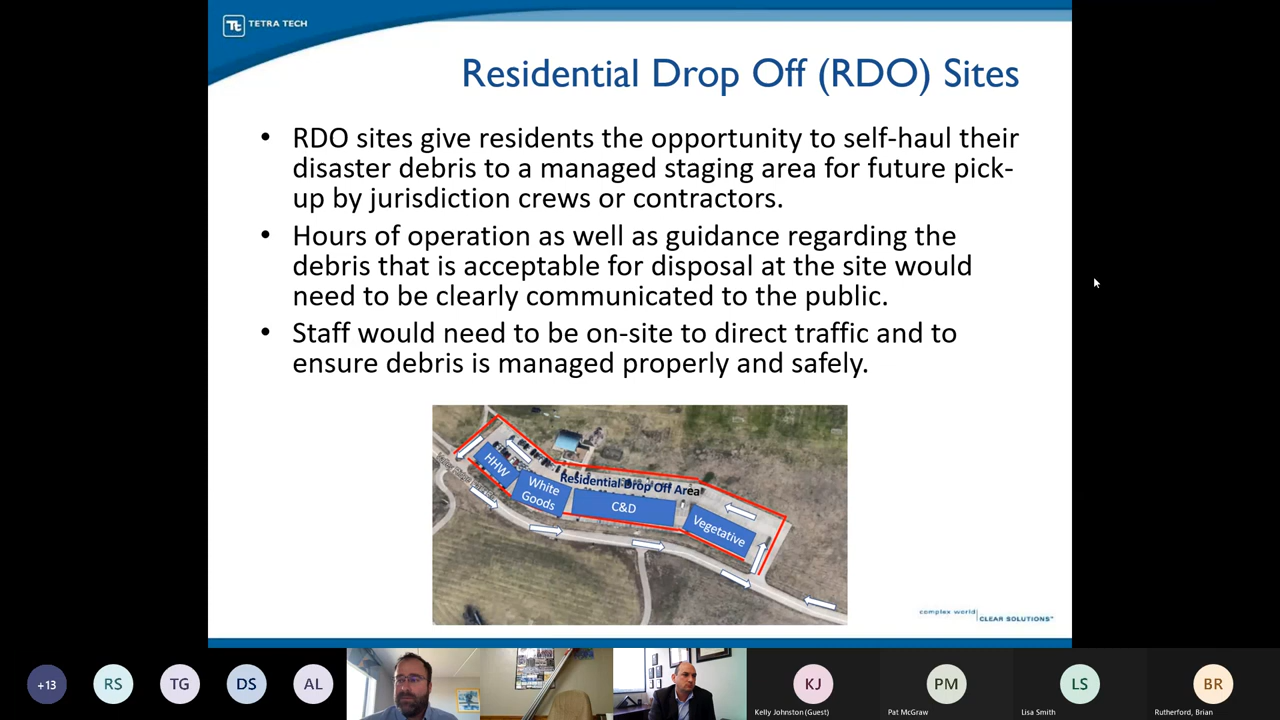 Tt TETRA TECH
Residential Drop Off (RDO) Sites
• RDO sites give residents the opportunity to self-haul their
disaster debris to a managed staging area for future pick-
up by jurisdiction crews or contractors.
• Hours of operation as well as guidance regarding the
debris that is acceptable for disposal at the site would
need to be clearly communicated to the public.
• Staff would need to be on-site to direct traffic and to
ensure debris is managed properly and safely.
Residential Drop Off Area
HHW
White
Goods
C&D
Vegetative
complex world
CLEAR SOLUTIONS™
+13
RS
TG
DS
AL
KJ
PM
LS
BR
Kelly Johnston (Guest)
Pat McGraw
Lisa Smith
Rutherford, Brian